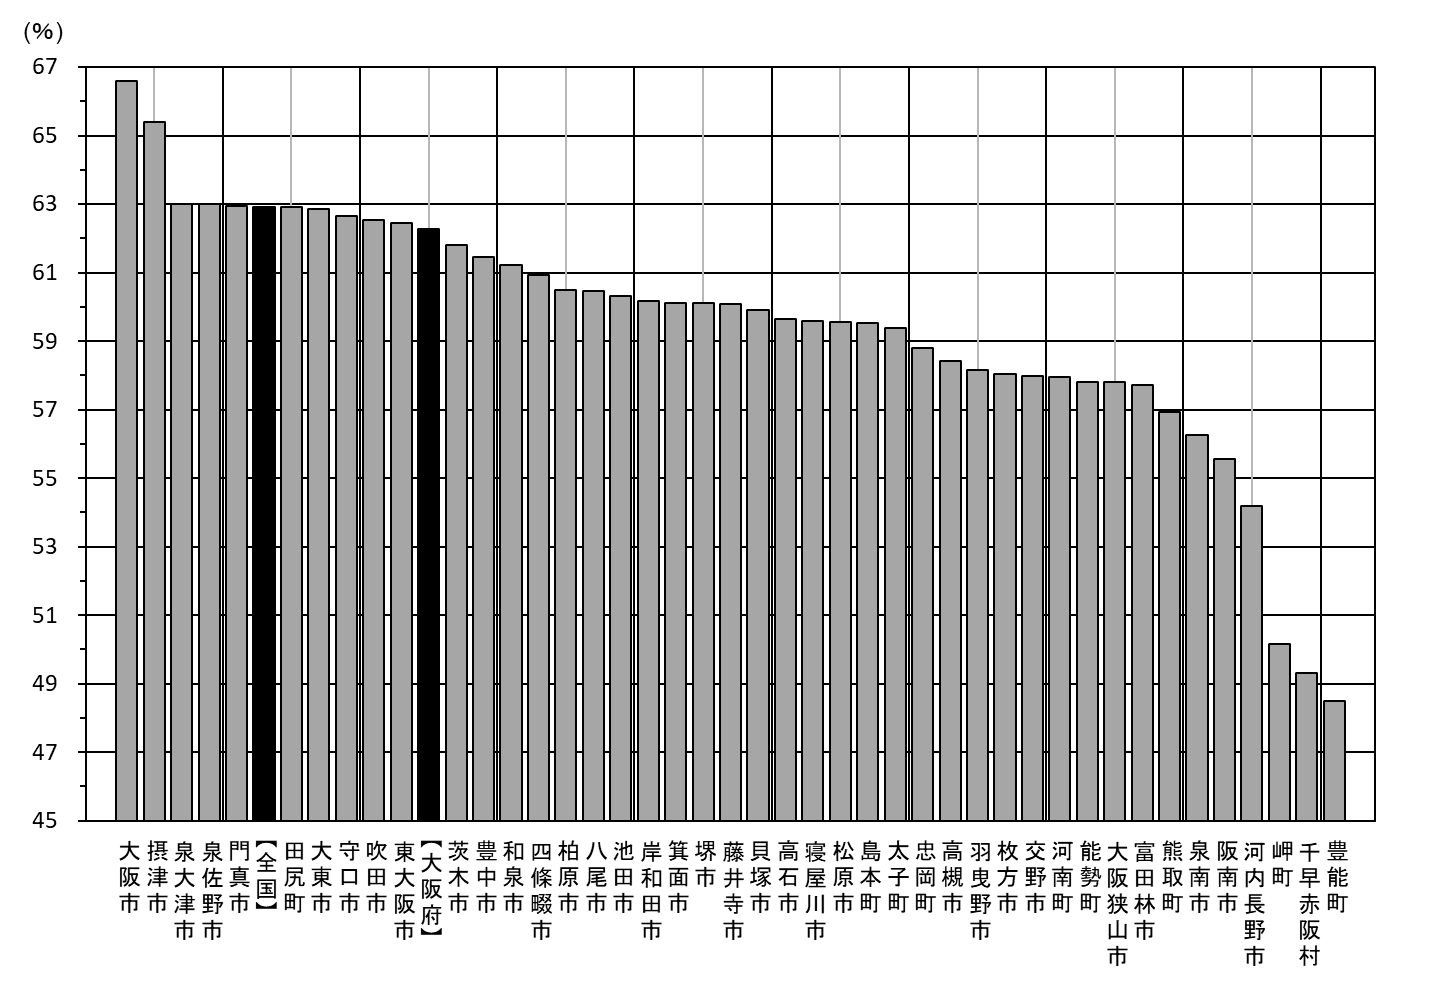 (%)
67
65
63
61
59
57
55
53
51
49
47
45
大阪市
摂津市
泉大津市
泉佐野市
門真市
【全国】
田尻町
大東市
守口市
吹田市
東大阪市
【大阪府】
茨木市
豊中市
和泉市
四條畷市
柏原市
八尾市
池田市
岸和田市
箕面市
堺市
藤井寺市
貝塚市
高石市
寝屋川市
松原市
島本町
太子町
忠岡町
高槻市
羽曳野市
枚方市
交野市
河南町
能勢町
大阪狭山市
富田林市
熊取町
泉南市
阪南市
河内長野市
岬町
千早赤阪村
豊能町